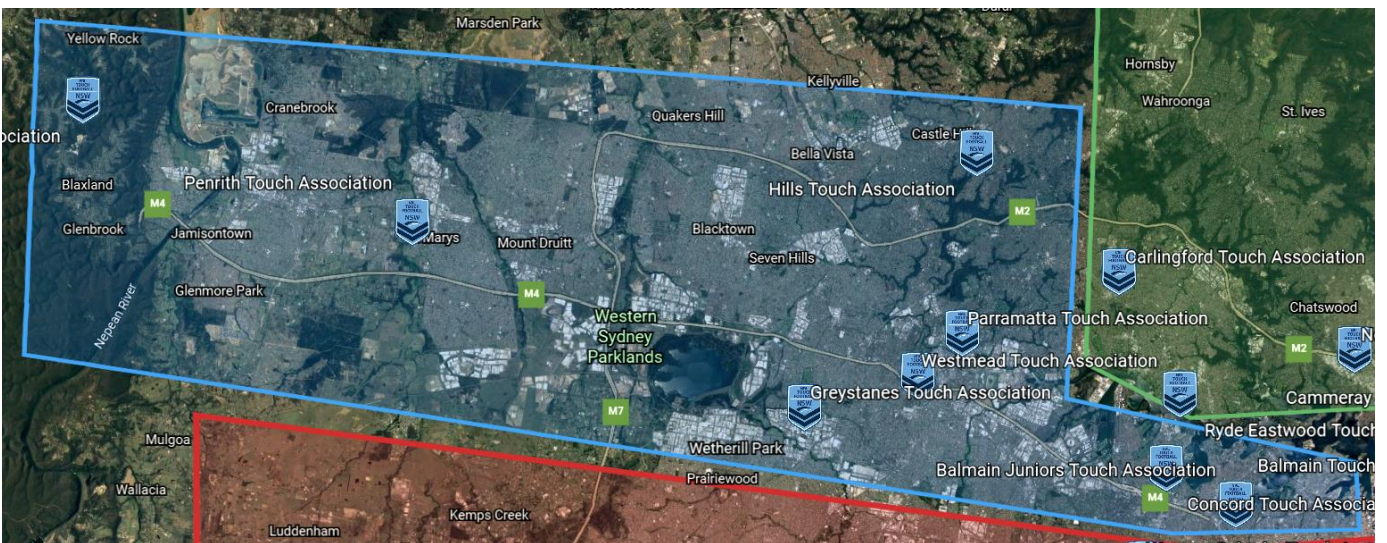 Marsden Park
Yellow Rock
Hornsby
Kellyville
Wahroonga
Cranebrook
St. Ives
Quakers Hill
ociation
Castle H
Bella Vista
Blaxland
Penrith Touch Association
Hills Touch Association
M4
M2
Glenbrook
Jamisontown
Marys
Mount Druitt
Blacktown
Seven Hills
Carlingford Touch Association
Glenmore Park
M4
Chatswood
Nepean River
Western
Sydney
Parklands
Parramatta Touch Association
M2
Westmead Touch Association
Greystanes Touch Association
Cammeray
M7
Mulgoa
Wetherill Park
Ryde Eastwood Touch
Balmain Juniors Touch Association
Balmain Touch
Prairiewood
Wallacia
M4
Concord Touch Associa
Kemps Creek
Luddenham
TOUCH
FOOTBALL
NSW